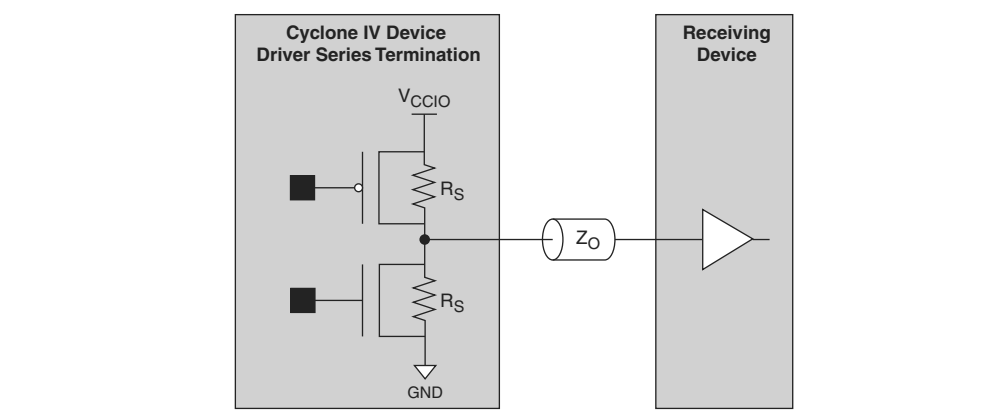 Cyclone IV Device
Driver Series Termination
Receiving
Device
VCCIO
RS
ZO
RS
GND